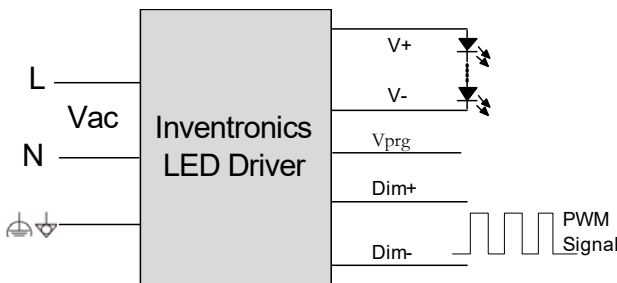 L
Vac
N
Inventronics
LED Driver
V+
V-
Vprg
Dim+
Dim-
PWM
Signal